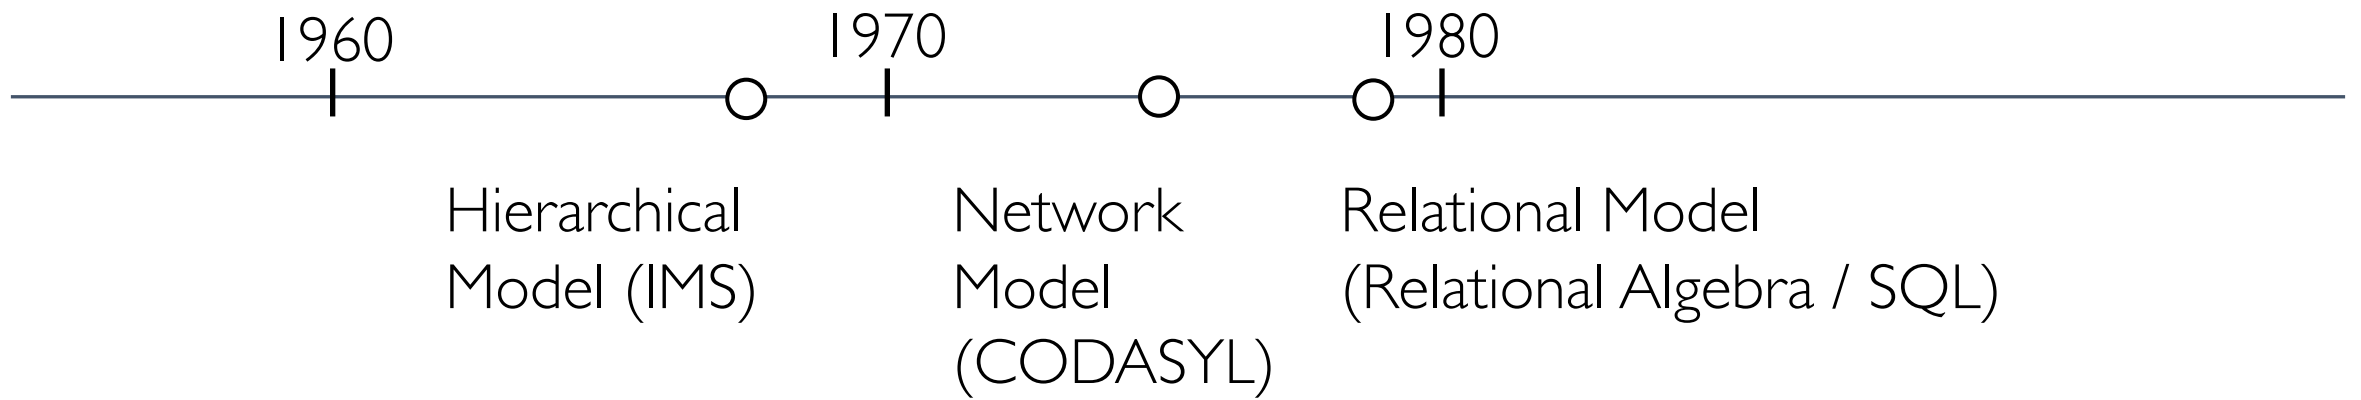 1960
1970
1980
Hierarchical
Model (IMS)
Network
Model
(CODASYL)
Relational Model
(Relational Algebra / SQL)